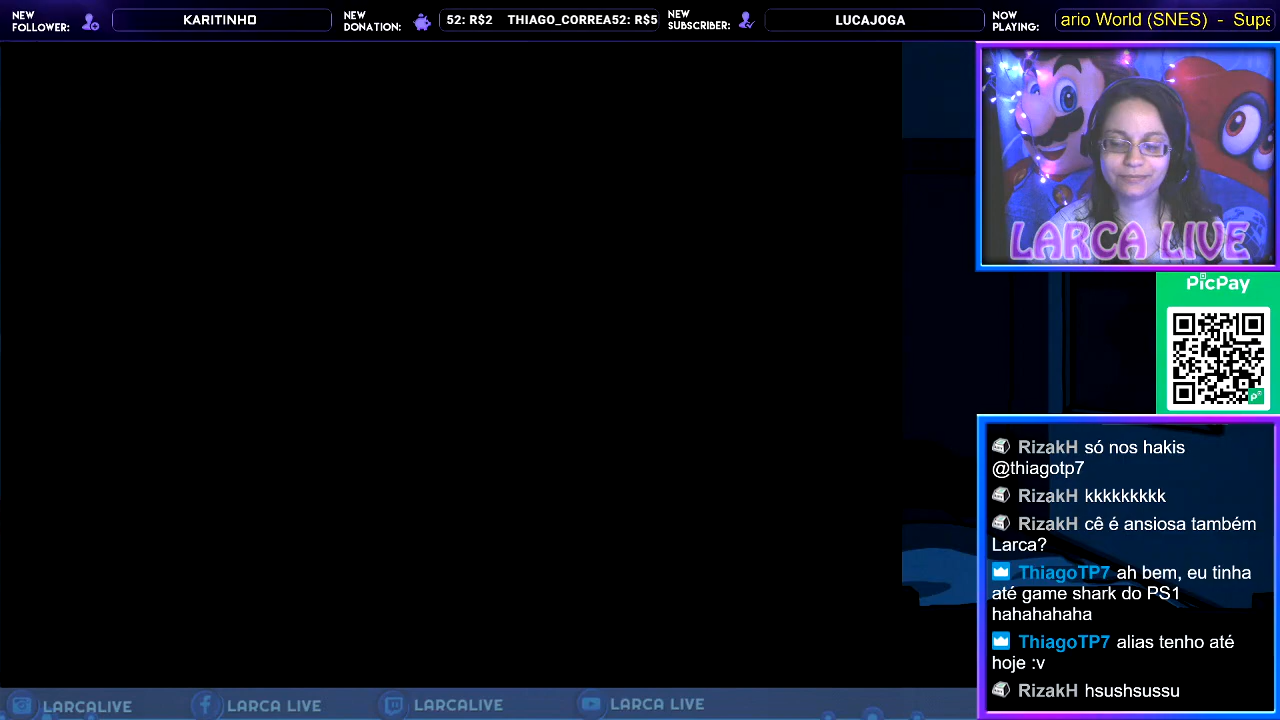 NEW FOLLOWER:
KARITINHO
NEW DONATION:
52: R$2 THIAGO_CORREA52: R$5
NEW SUBSCRIBER:
LUCAJOGA
NOW PLAYING:
ario World (SNES) - Supe
LARCA LIVE
PicPay
RizakH só nos hakis
@thiagotp7
RizakH kkkkkkkkk
RizakH cê é ansiosa também
Larca?
ThiagoTP7 ah bem, eu tinha
até game shark do PS1
hahahahaha
ThiagoTP7 alias tenho até
hoje :v
RizakH hsushsussu
LARCALIVE
LARCA LIVE
LARCALIVE
LARCA LIVE